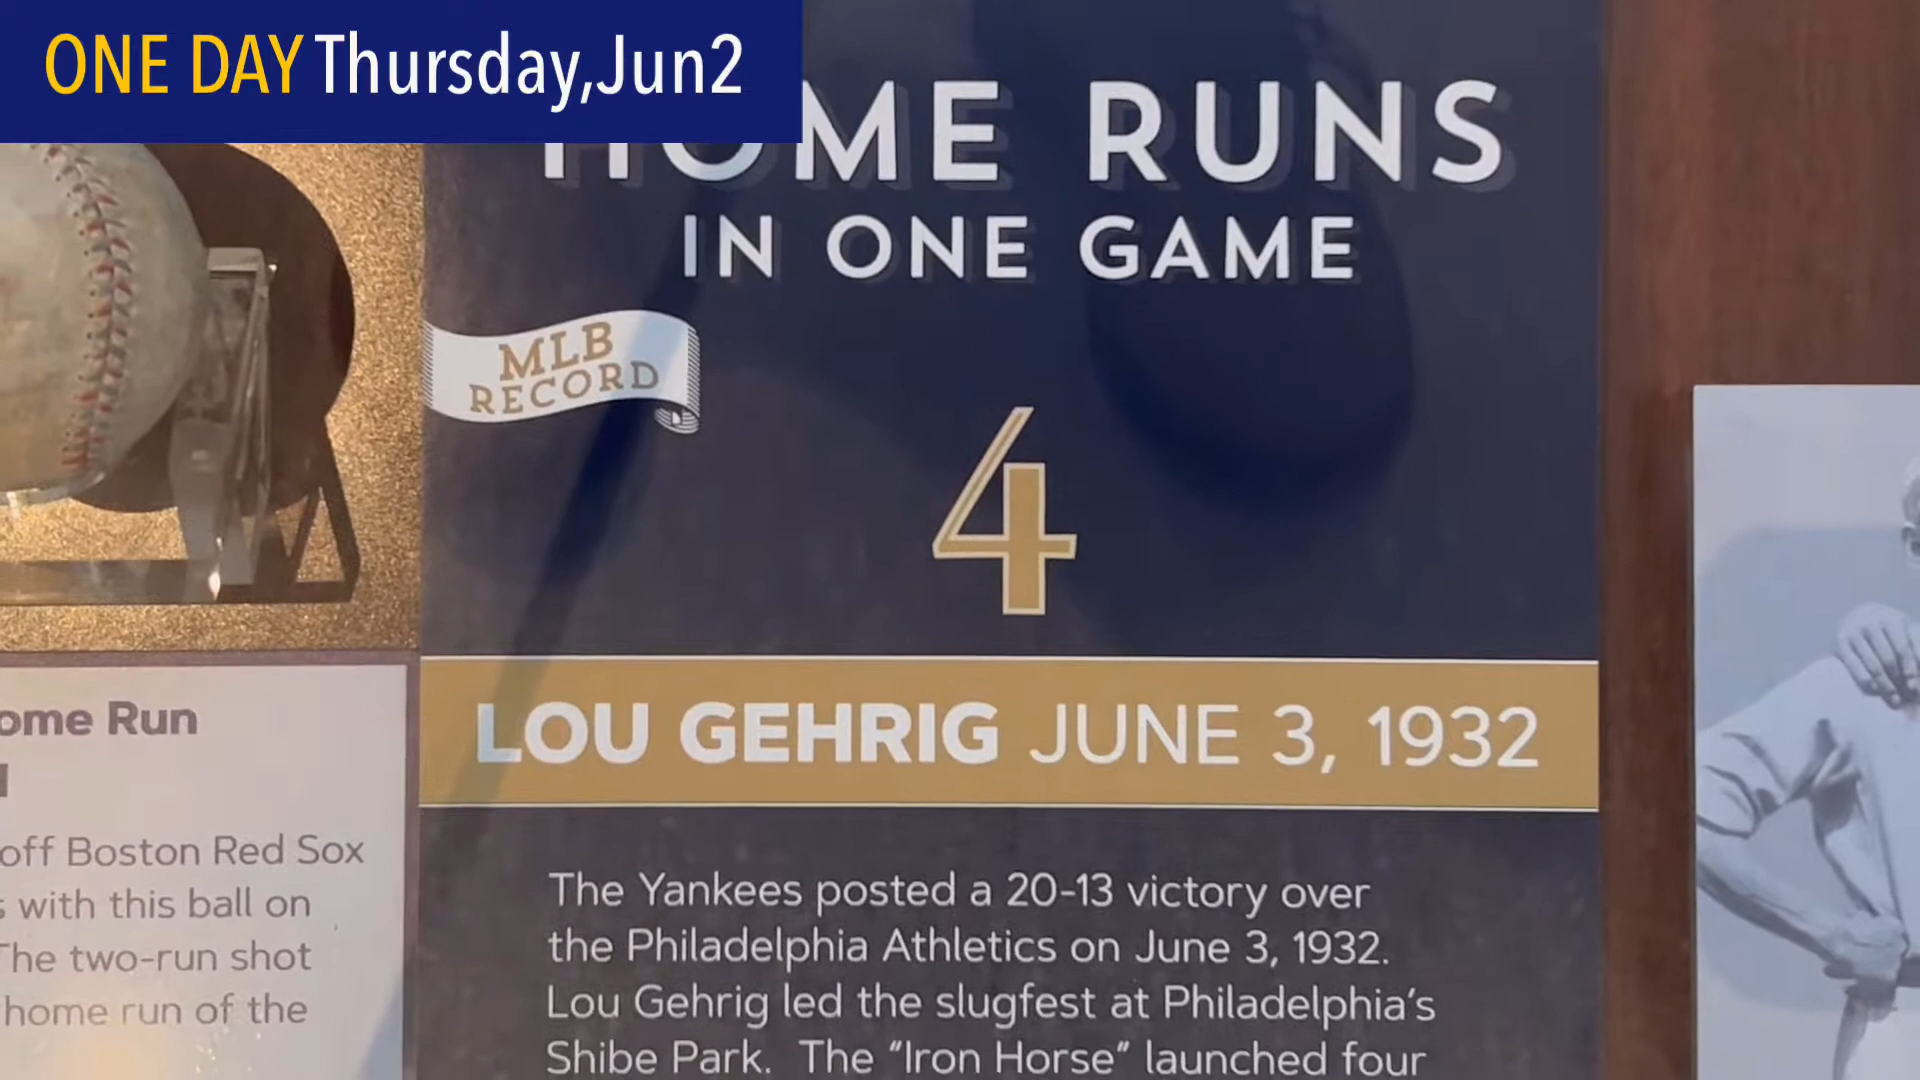 ONE DAY Thursday,Jun2
HOME RUNS
IN ONE GAME
MLB
RECORD
4
LOU GEHRIG JUNE 3, 1932
The Yankees posted a 20-13 victory over
the Philadelphia Athletics on June 3, 1932.
Lou Gehrig led the slugfest at Philadelphia's
Shibe Park. The “Iron Horse” launched four
Run
off Boston Red Sox
with this ball on
The two-run shot
home run of the